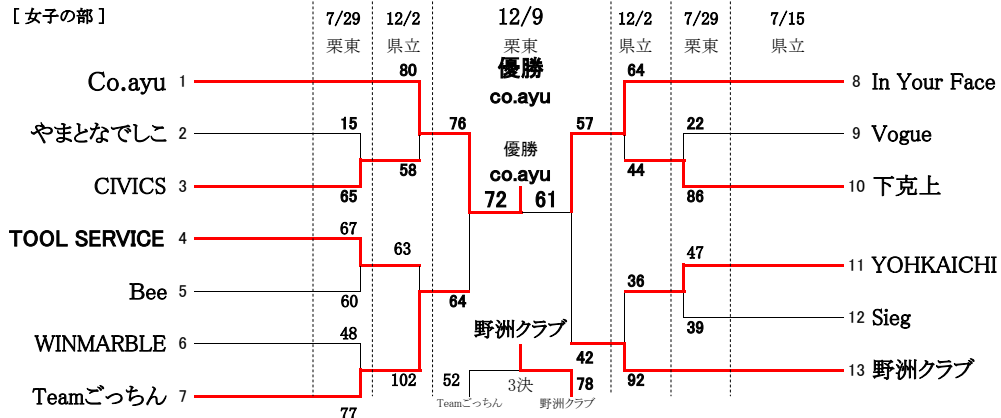 [ 女子の部 ]
7/29 12/2 12/9 12/2 7/29 7/15
栗東 県立 栗東 県立 栗東 県立
優勝
80 64
Co.ayu 1 8 In Your Face
co.ayu
15 76 57 22
やまとなでしこ 2 9 Vogue
優勝
58 44
co.ayu
CIVICS 3 10 下克上
65 72 61 86
67
TOOL SERVICE 4 63 47
11 YOHKAICHI
36
Bee 5
60 64
12 Sieg
48 野洲クラブ 39
WINMARBLE 6
42
102 52 3決 78 92
13 野洲クラブ
Teamごっちん 7
Teamごっちん 野洲クラブ
77